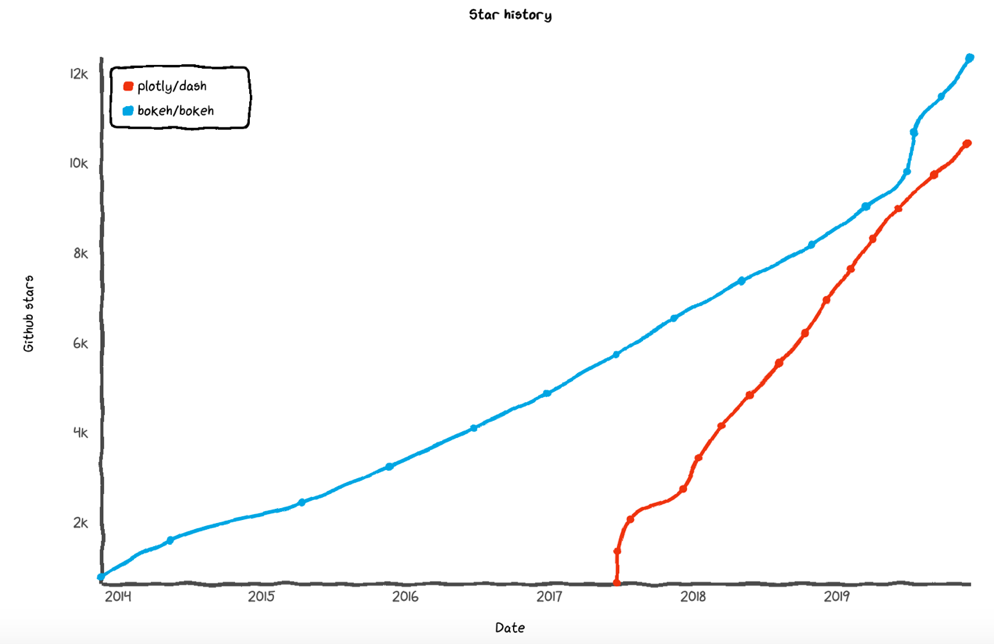 Star history
plotly/dash
bokeh/bokeh
12k
10k
8k
6k
4k
2k
Github stars
2014 2015 2016 2017 2018 2019
Date